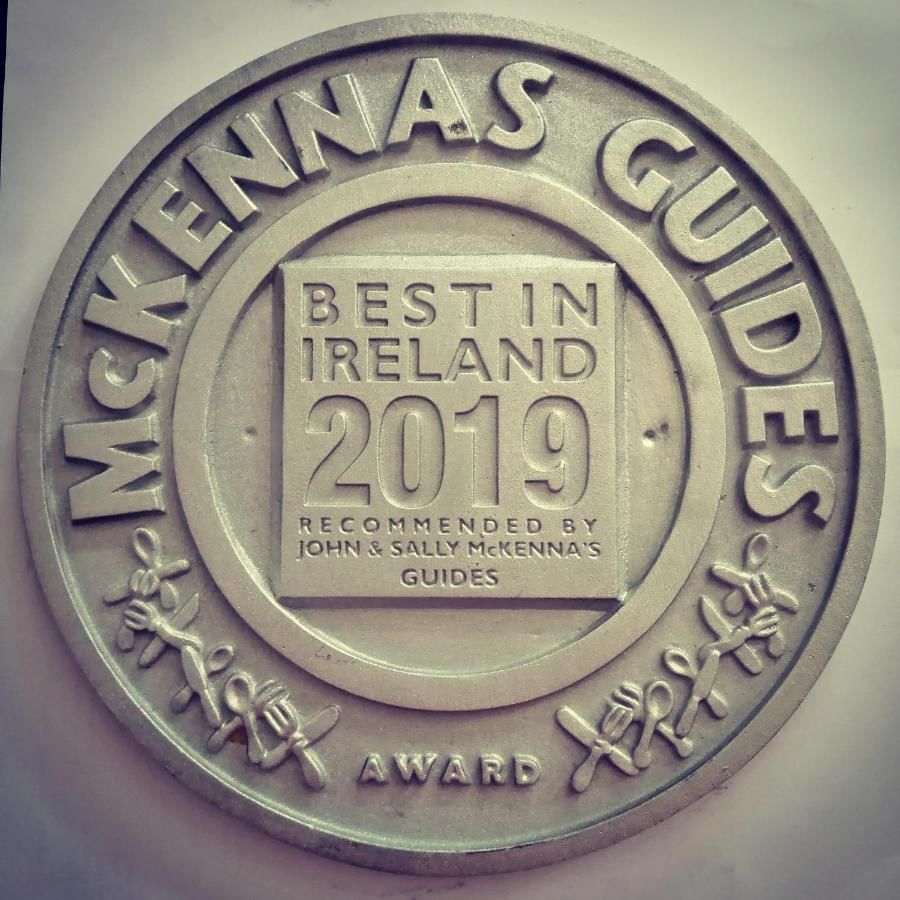 McKENNAS GUIDES
BEST IN
IRELAND
2019
RECOMMENDED BY
JOHN & SALLY McKENNA'S
GUIDES
AWARD